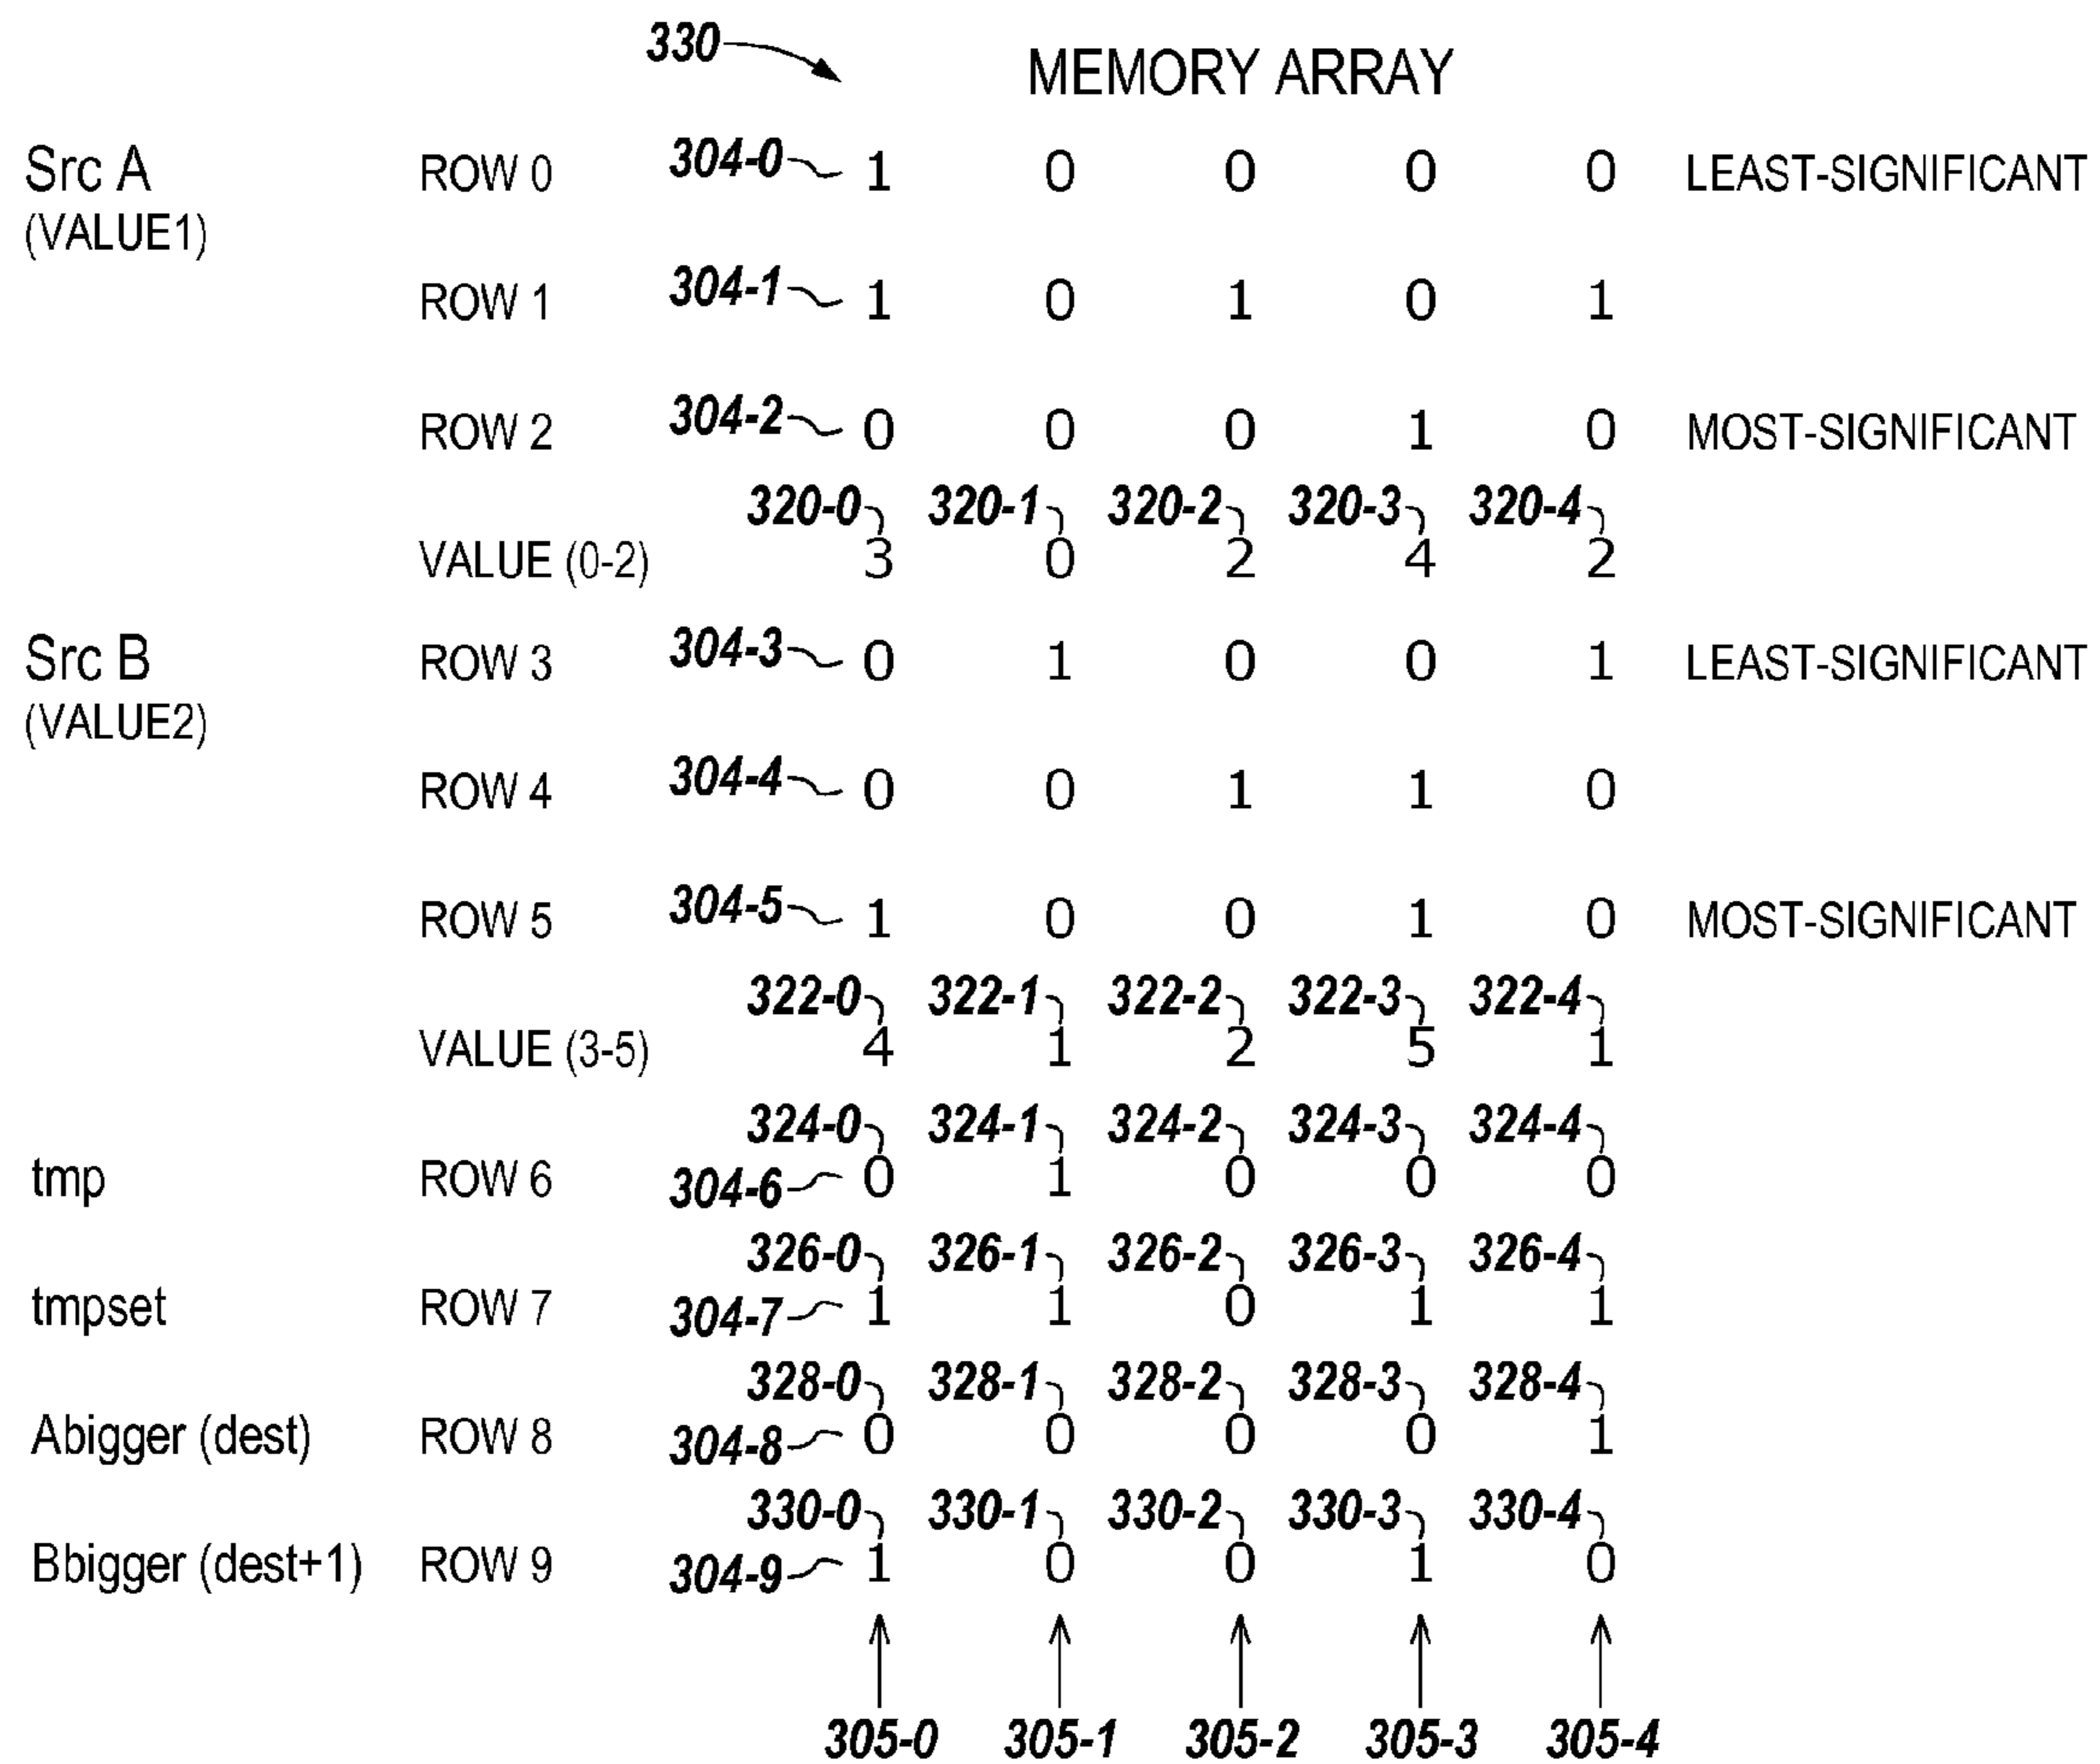 330 MEMORY ARRAY
Src A ROW 0 304-0 1 0 0 0 0 LEAST-SIGNIFICANT
(VALUE1)
ROW 1 304-1 1 0 1 0 1
ROW 2 304-2 0 0 0 1 0 MOST-SIGNIFICANT
320-0 320-1 320-2 320-3 320-4
VALUE (0-2) 3 0 2 4 2
Src B ROW 3 304-3 0 1 0 0 1 LEAST-SIGNIFICANT
(VALUE2)
ROW 4 304-4 0 0 1 1 0
ROW 5 304-5 1 0 0 1 0 MOST-SIGNIFICANT
322-0 322-1 322-2 322-3 322-4
VALUE (3-5) 4 1 2 5 1
324-0 324-1 324-2 324-3 324-4
tmp ROW 6 304-6 0 1 0 0 0
326-0 326-1 326-2 326-3 326-4
tmpset ROW 7 304-7 1 1 0 1 1
328-0 328-1 328-2 328-3 328-4
Abigger (dest) ROW 8 304-8 0 0 0 0 1
330-0 330-1 330-2 330-3 330-4
Bbigger (dest+1) ROW 9 304-9 1 0 0 1 0
305-0 305-1 305-2 305-3 305-4